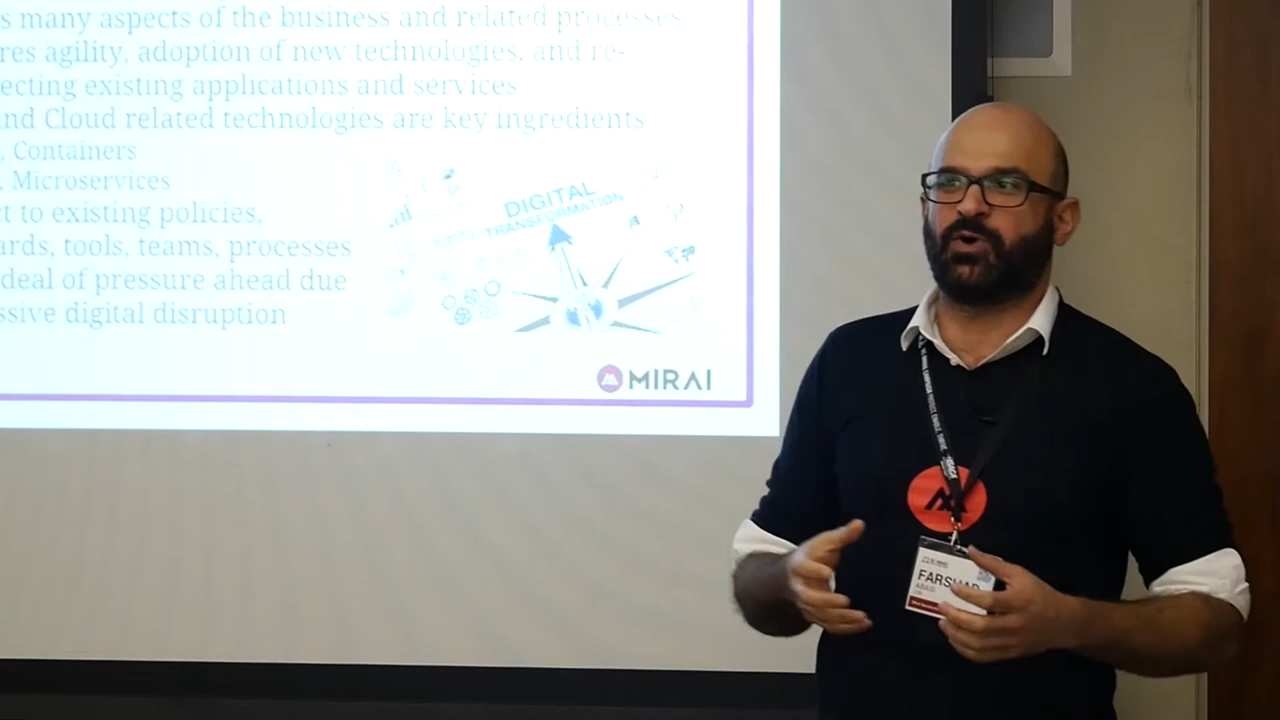 s many aspects of the business and related processes
res agility, adoption of new technologies, and re-
ecting existing applications and services
nd Cloud related technologies are key ingredients
, Containers
. Microservices
ct to existing policies,
ards, tools, teams, processes
deal of pressure ahead due
ssive digital disruption
DIGITAL
TRANSFORMATION
MIRAI
FARSHAD